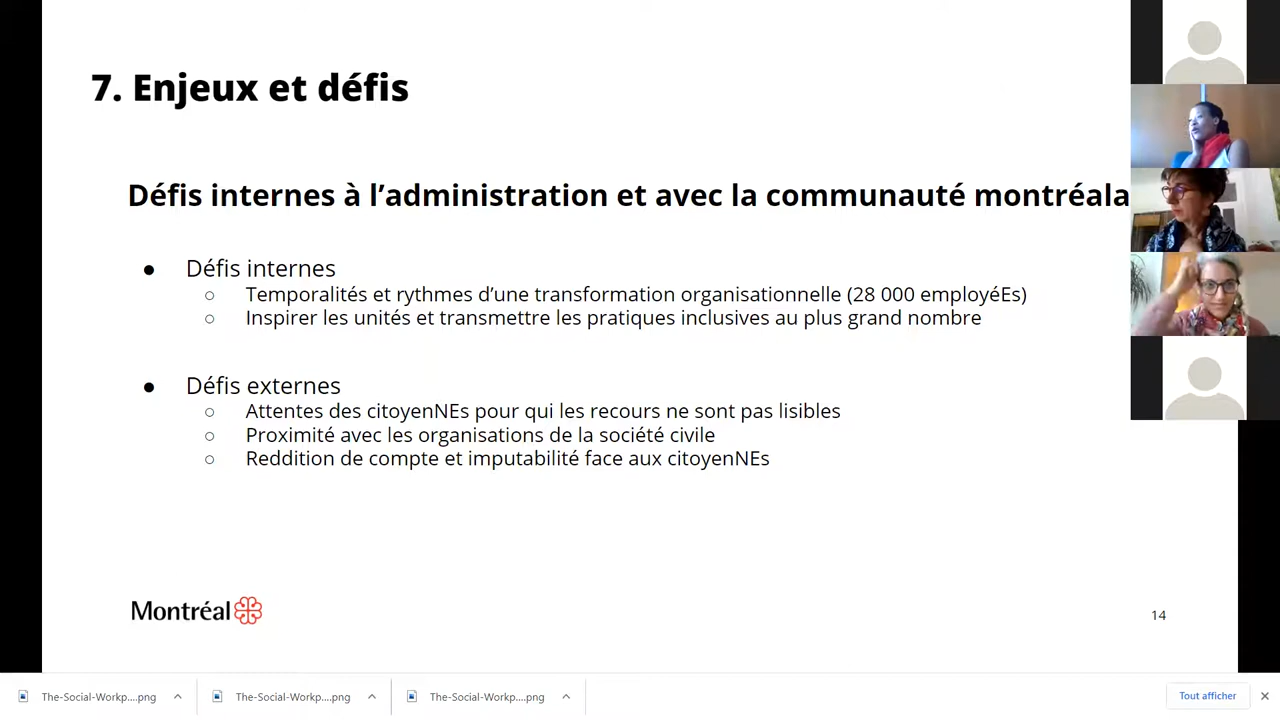 7. Enjeux et défis
Défis internes à l’administration et avec la communauté montréala
● Défis internes
○ Temporalités et rythmes d’une transformation organisationnelle (28 000 employéEs)
○ Inspirer les unités et transmettre les pratiques inclusives au plus grand nombre
● Défis externes
○ Attentes des citoyenNEs pour qui les recours ne sont pas lisibles
○ Proximité avec les organisations de la société civile
○ Reddition de compte et imputabilité face aux citoyenNEs
Montréal
14
The-Social-Workp....png
The-Social-Workp....png
The-Social-Workp....png
Tout afficher